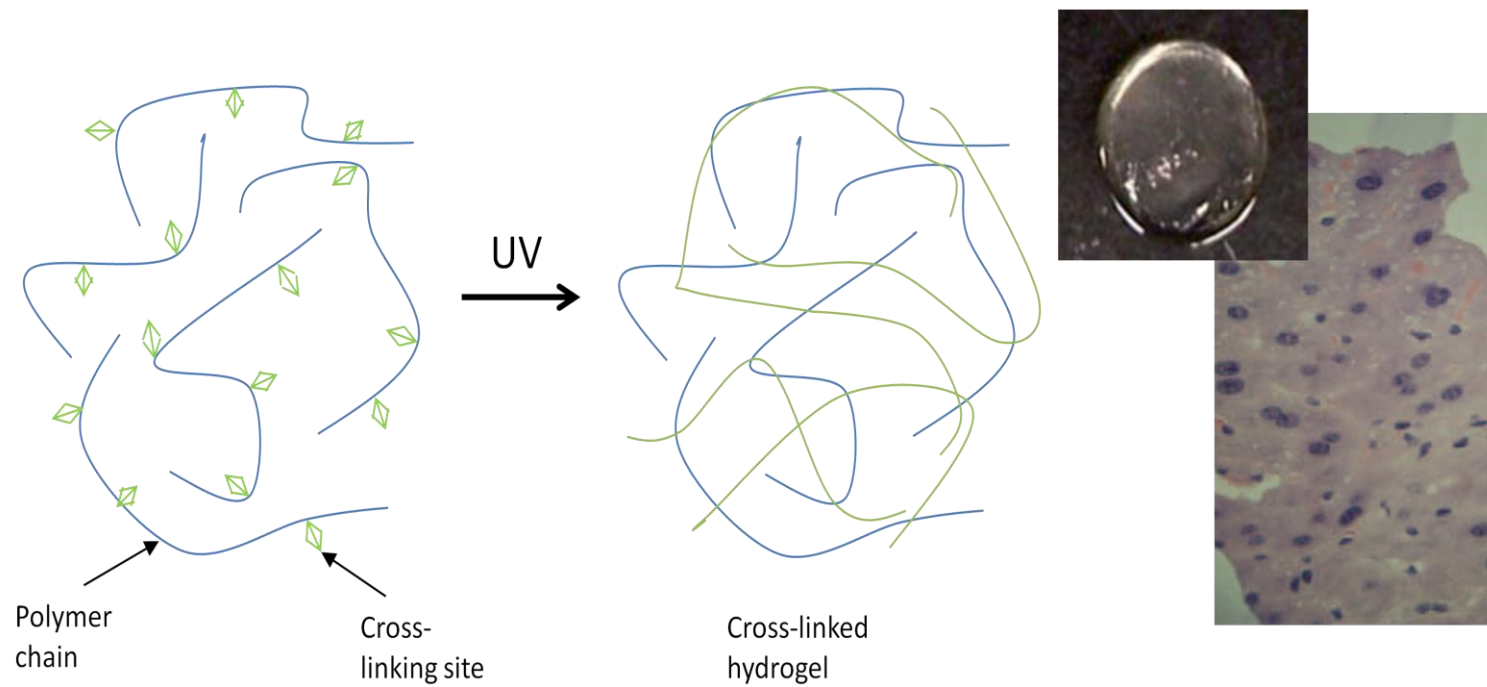 UV
Polymer
chain
Cross-
linking site
Cross-linked
hydrogel